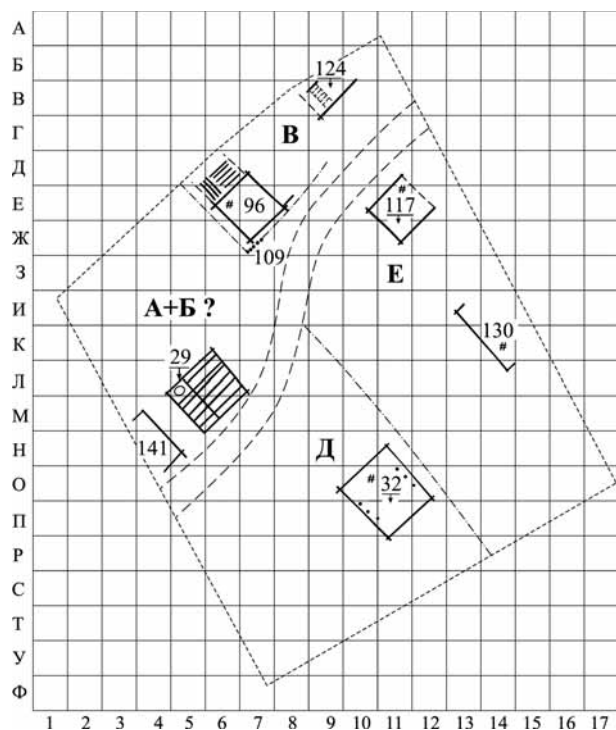 А
Б
В
Г
Д
Е
Ж
З
И
К
Л
М
Н
О
П
Р
С
Т
У
Ф
124
В
# 96
109
#
117
Е
А+Б ?
130
#
29
141
Д
# 32
1 2 3 4 5 6 7 8 9 10 11 12 13 14 15 16 17